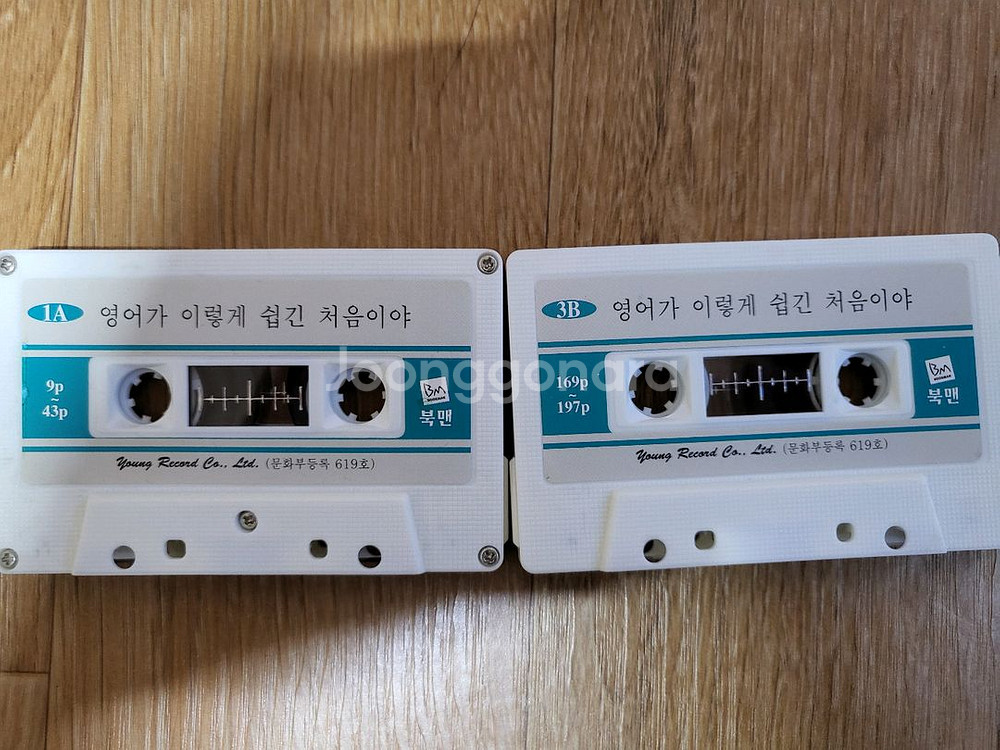 1A 영어가 이렇게 쉽긴 처음이야
9p
~
43p
BM
북맨
Young Record Co., Ltd. (문화부등록 619호)
3B 영어가 이렇게 쉽긴 처음이야
169p
~
197p
BM
북맨
Young Record Co., Ltd. (문화부등록 619호)
Joonggonara